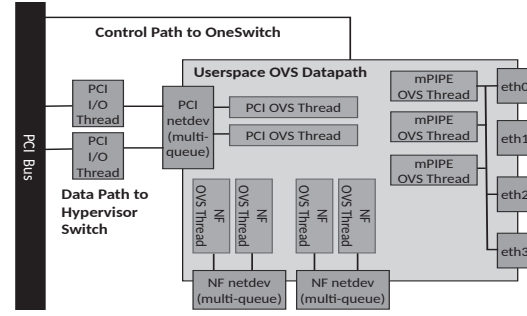 Control Path to OneSwitch
Userspace OVS Datapath
PCI Bus
PCI
I/O
Thread
PCI
I/O
Thread
Data Path to
Hypervisor
Switch
PCI
netdev
(multi-
queue)
PCI OVS Thread
PCI OVS Thread
mPIPE
OVS Thread
mPIPE
OVS Thread
mPIPE
OVS Thread
eth0
eth1
eth2
eth3
NF
OVS Thread
NF
OVS Thread
NF
OVS Thread
NF
OVS Thread
NF netdev
(multi-queue)
NF netdev
(multi-queue)